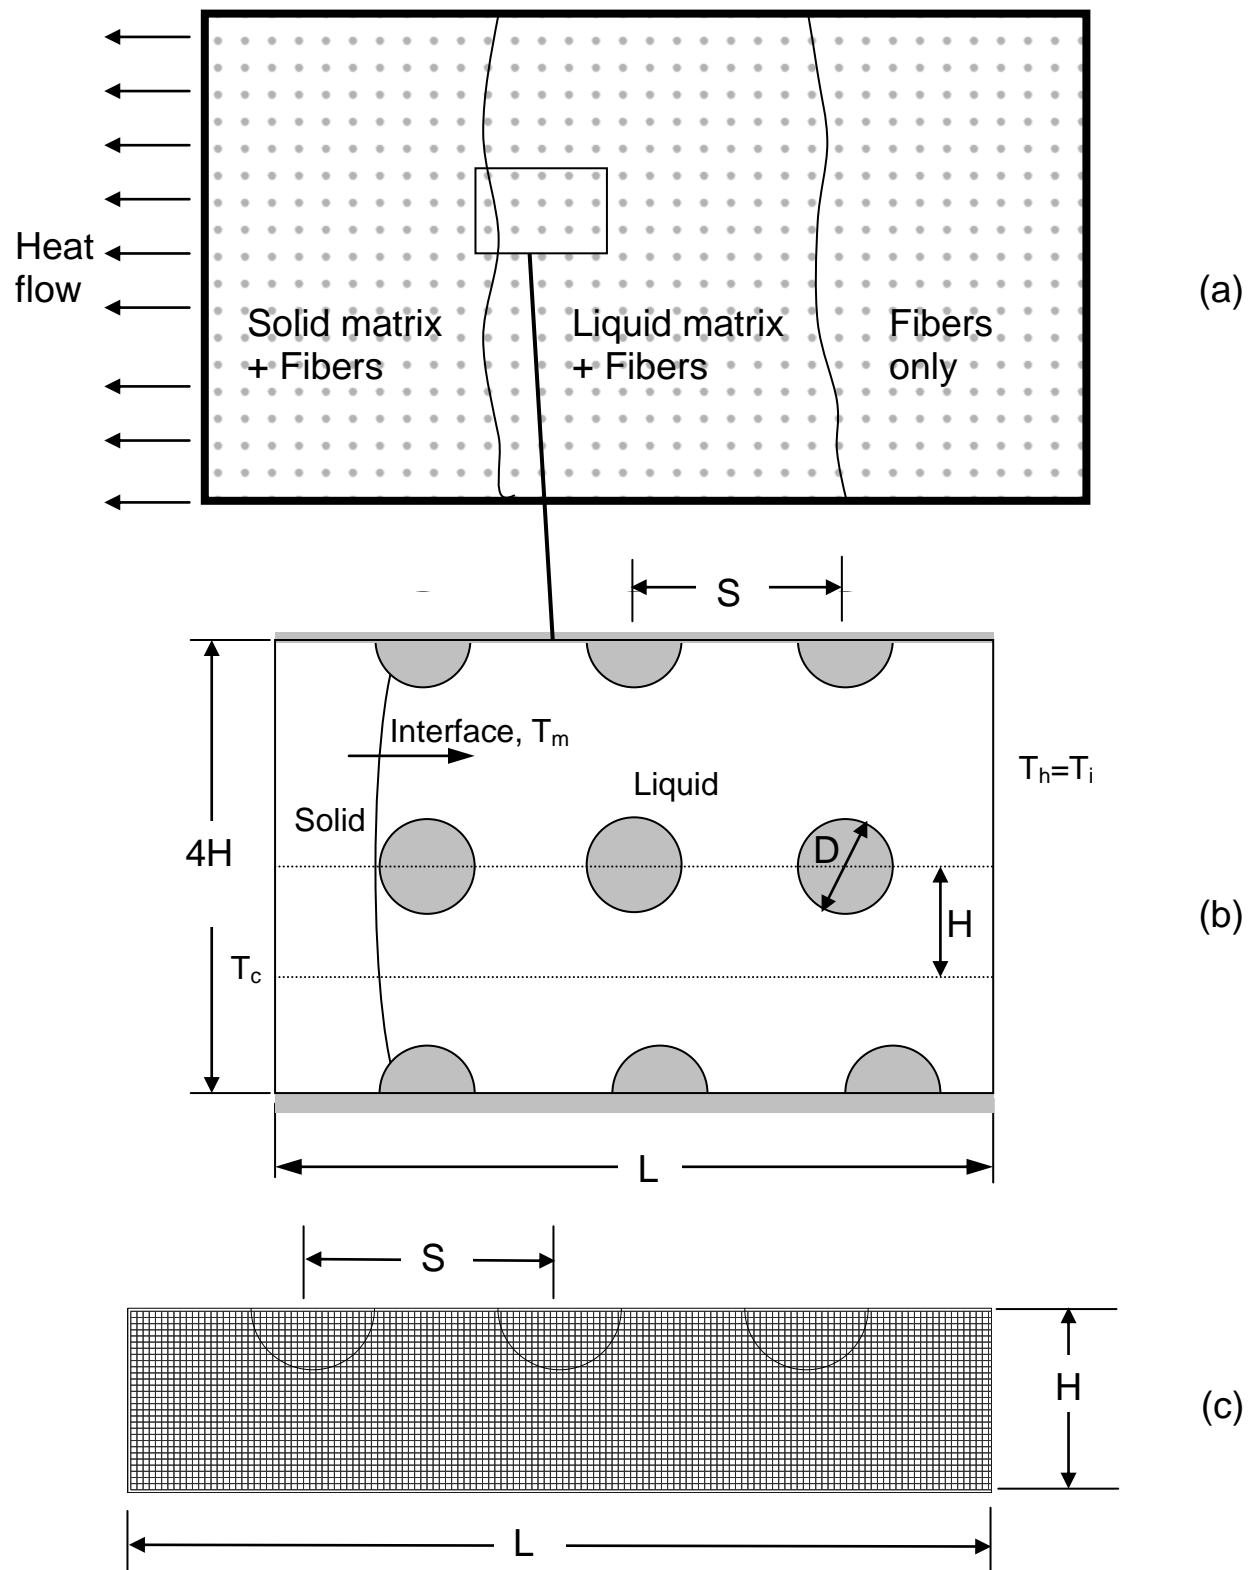 Heat
flow
Solid matrix
+ Fibers
Liquid matrix
+ Fibers
Fibers
only
(a)
S
Interface, Tm
Th=Ti
Liquid
Solid
4H
D
H
(b)
Tc
L
S
H
(c)
L